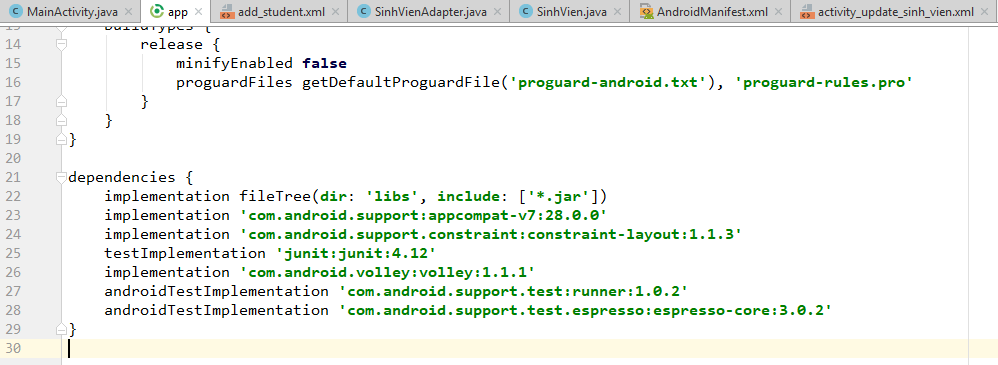 MainActivity.java app add_student.xml SinhVienAdapter.java SinhVien.java AndroidManifest.xml activity_update_sinh_vien.xml
13 buildTypes {
14 release {
15 minifyEnabled false
16 proguardFiles getDefaultProguardFile('proguard-android.txt'), 'proguard-rules.pro'
17 }
18 }
19 }
20
21 dependencies {
22 implementation fileTree(dir: 'libs', include: ['*.jar'])
23 implementation 'com.android.support:appcompat-v7:28.0.0'
24 implementation 'com.android.support.constraint:constraint-layout:1.1.3'
25 testImplementation 'junit:junit:4.12'
26 implementation 'com.android.volley:volley:1.1.1'
27 androidTestImplementation 'com.android.support.test:runner:1.0.2'
28 androidTestImplementation 'com.android.support.test.espresso:espresso-core:3.0.2'
29 }
30